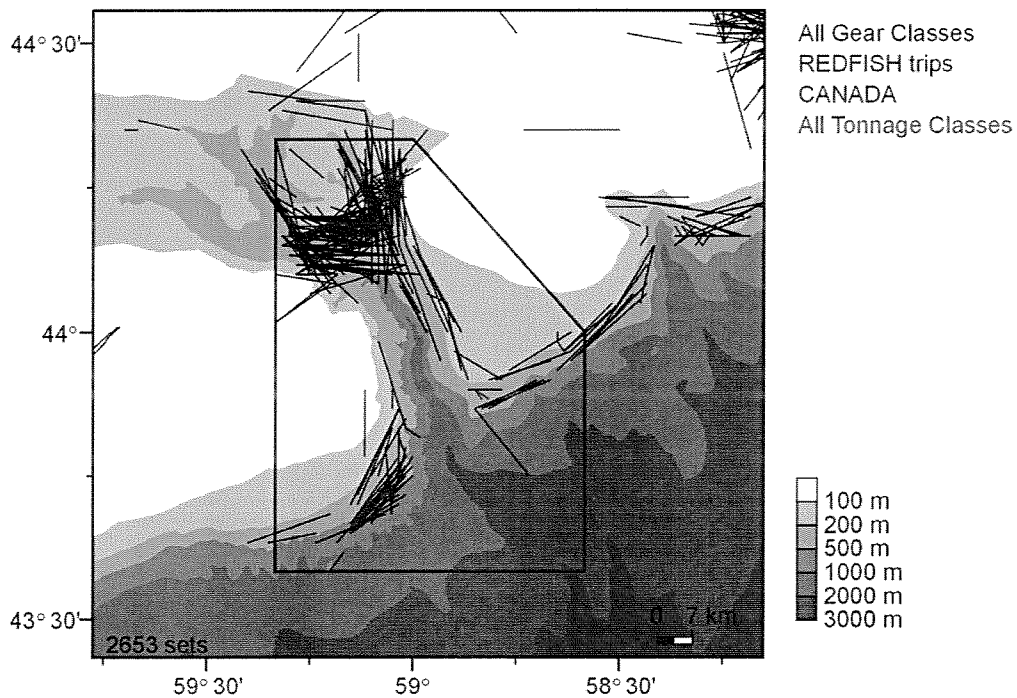 44° 30'
44°
43° 30'
59° 30'
59°
58° 30'
2653 sets
0 7 km
All Gear Classes
REDFISH trips
CANADA
All Tonnage Classes
100 m
200 m
500 m
1000 m
2000 m
3000 m